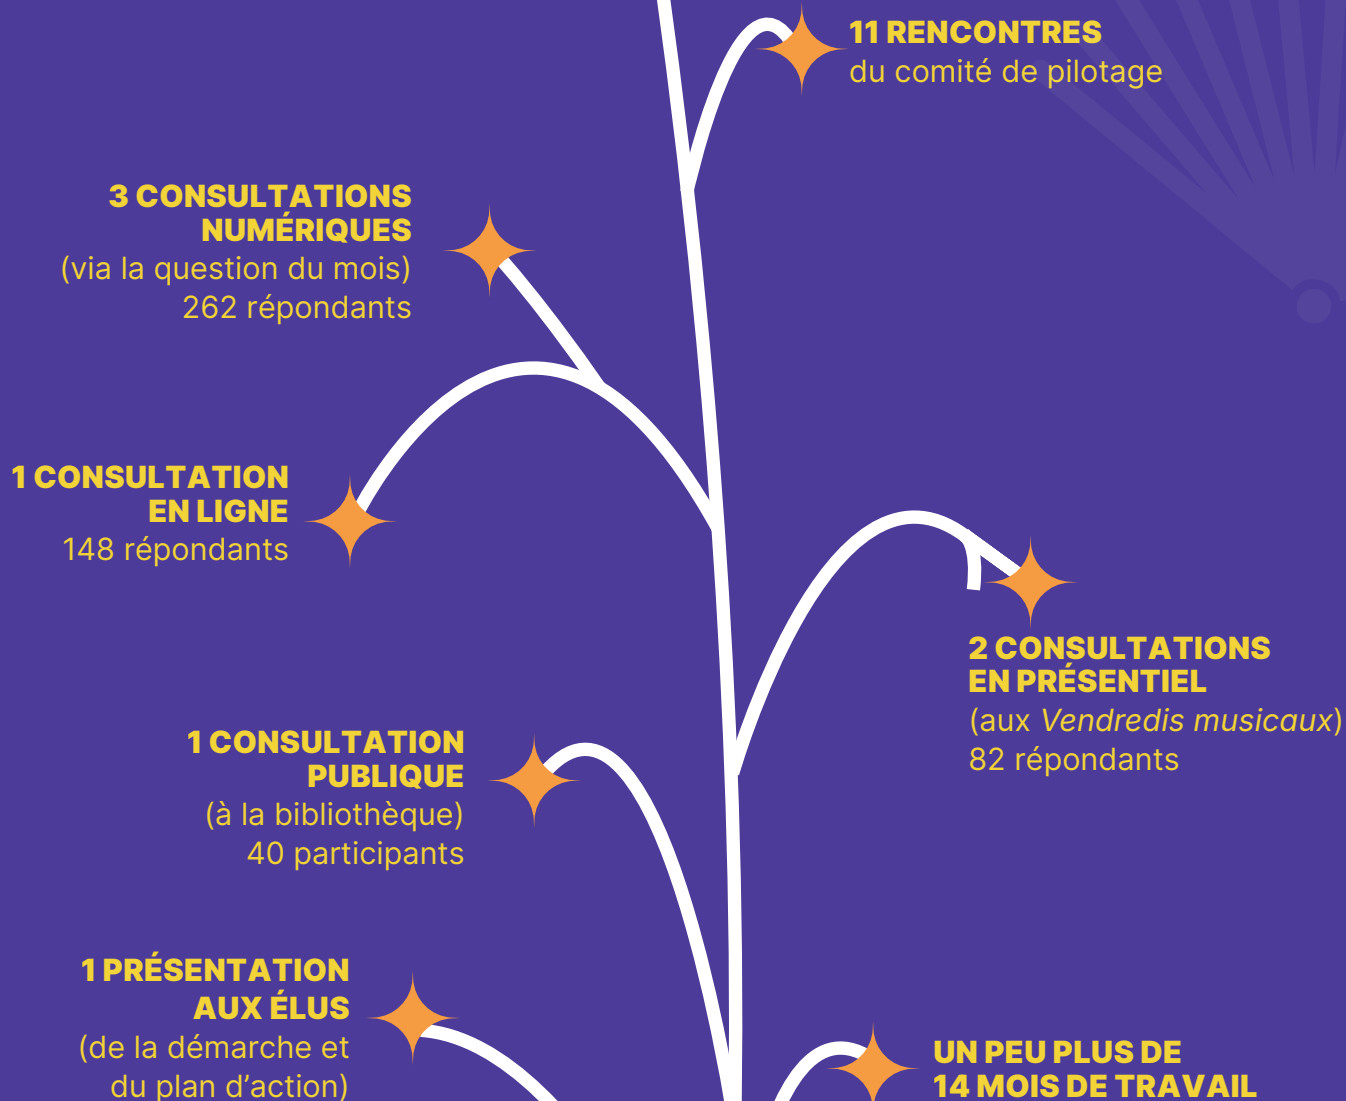 11 RENCONTRES
du comité de pilotage
3 CONSULTATIONS
NUMÉRIQUES
(via la question du mois)
262 répondants
1 CONSULTATION
EN LIGNE
148 répondants
2 CONSULTATIONS
EN PRÉSENTIEL
(aux Vendredis musicaux)
82 répondants
1 CONSULTATION
PUBLIQUE
(à la bibliothèque)
40 participants
1 PRÉSENTATION
AUX ÉLUS
(de la démarche et
du plan d’action)
UN PEU PLUS DE
14 MOIS DE TRAVAIL